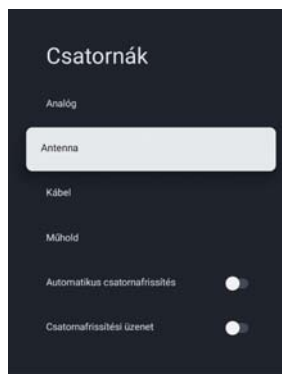 Csatornák
Analóg
Antenna
Kábel
Műhold
Automatikus csatornafrissítés
Csatornafrissítési üzenet